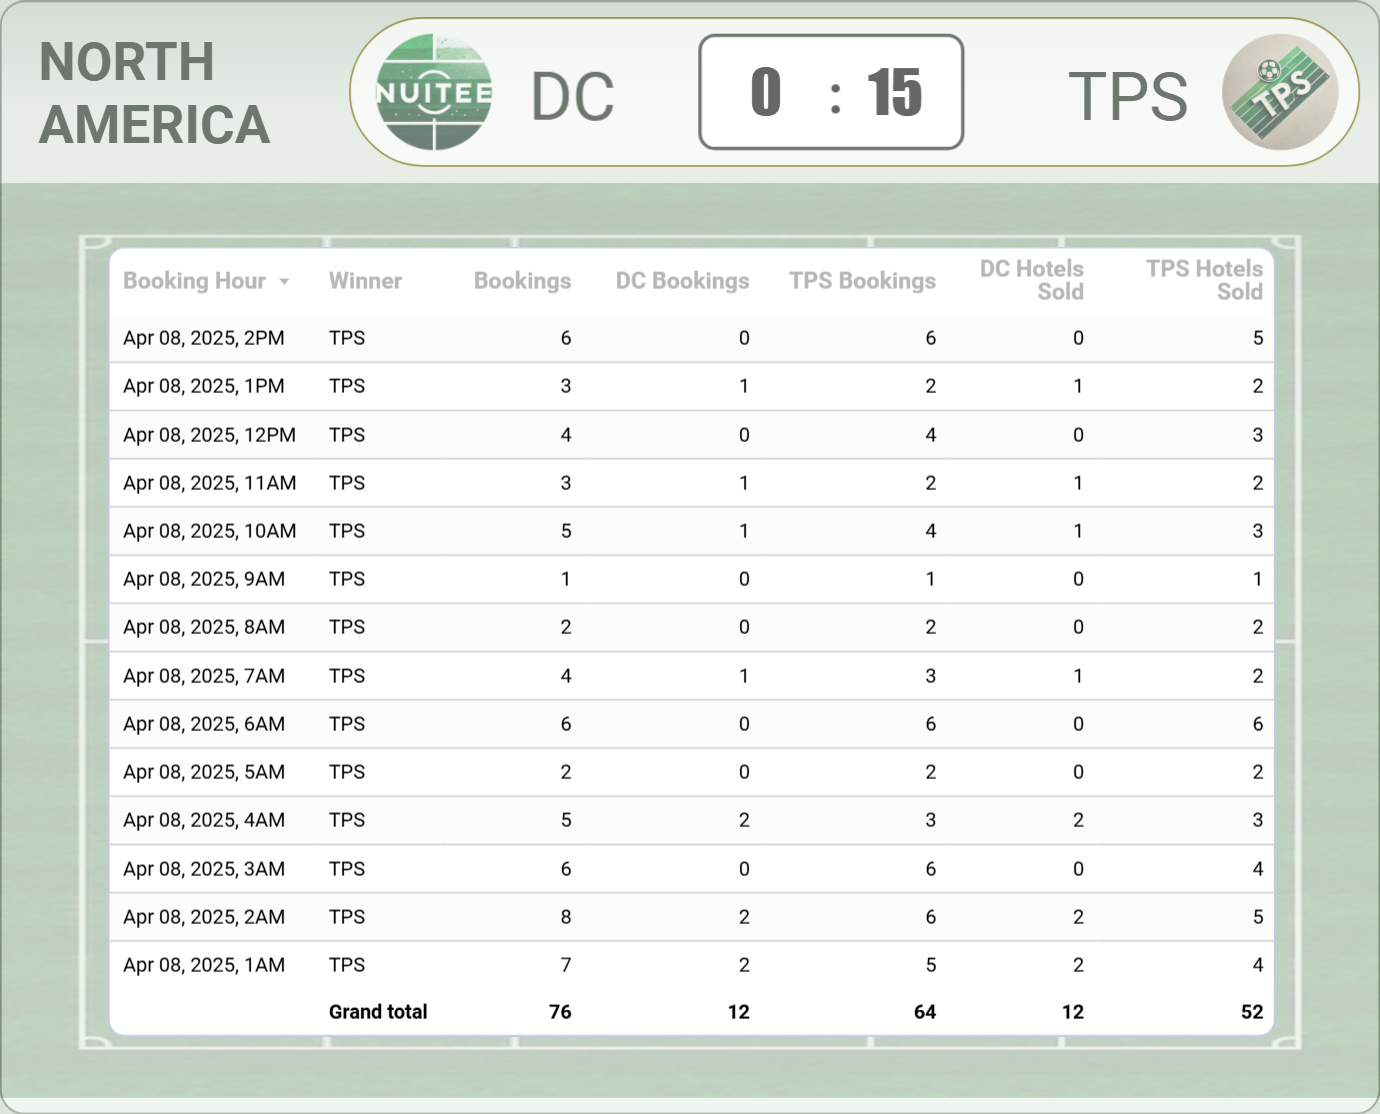 NORTH
AMERICA
NUITEE
DC
0 : 15
TPS
TPS
Booking Hour Winner Bookings DC Bookings TPS Bookings DC Hotels Sold TPS Hotels Sold
Apr 08, 2025, 2PM TPS 6 0 6 0 5
Apr 08, 2025, 1PM TPS 3 1 2 1 2
Apr 08, 2025, 12PM TPS 4 0 4 0 3
Apr 08, 2025, 11AM TPS 3 1 2 1 2
Apr 08, 2025, 10AM TPS 5 1 4 1 3
Apr 08, 2025, 9AM TPS 1 0 1 0 1
Apr 08, 2025, 8AM TPS 2 0 2 0 2
Apr 08, 2025, 7AM TPS 4 1 3 1 2
Apr 08, 2025, 6AM TPS 6 0 6 0 6
Apr 08, 2025, 5AM TPS 2 0 2 0 2
Apr 08, 2025, 4AM TPS 5 2 3 2 3
Apr 08, 2025, 3AM TPS 6 0 6 0 4
Apr 08, 2025, 2AM TPS 8 2 6 2 5
Apr 08, 2025, 1AM TPS 7 2 5 2 4
Grand total 76 12 64 12 52